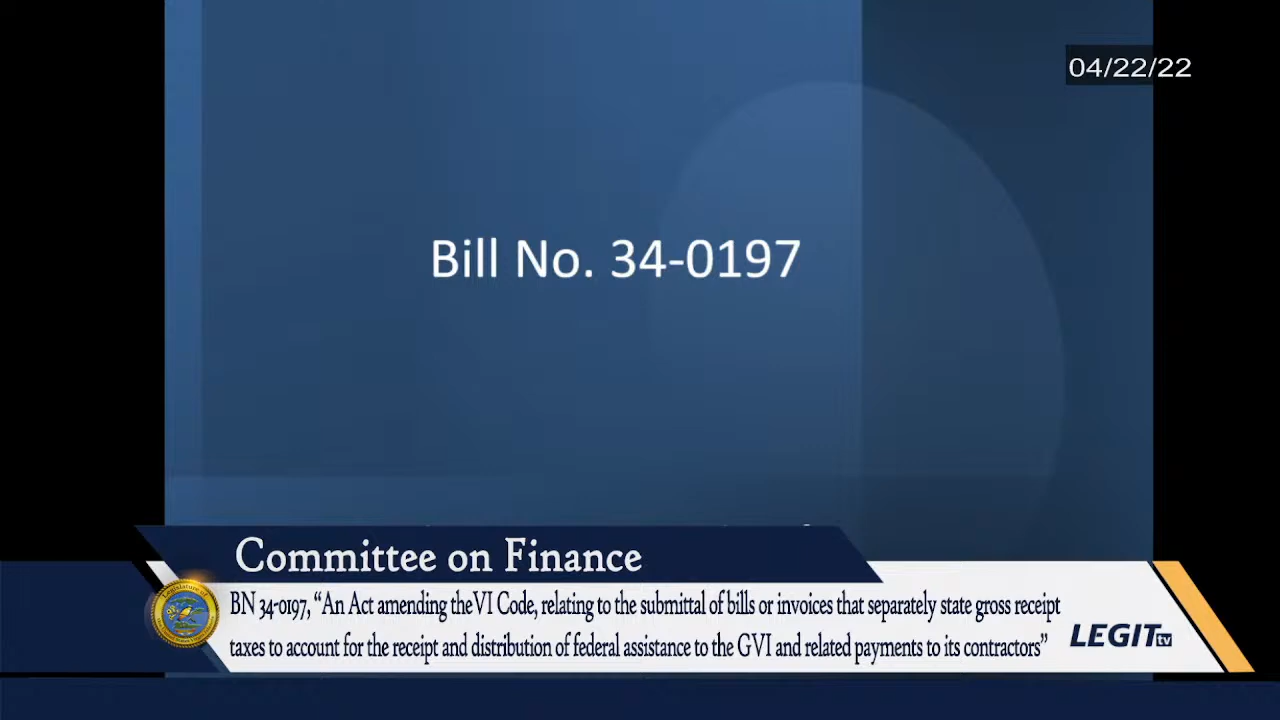 04/22/22
Bill No. 34-0197
Committee on Finance
BN 34-0197, “An Act amending the VI Code, relating to the submittal of bills or invoices that separately state gross receipt
taxes to account for the receipt and distribution of federal assistance to the GVI and related payments to its contractors”
LEGIT tv
Legislature of